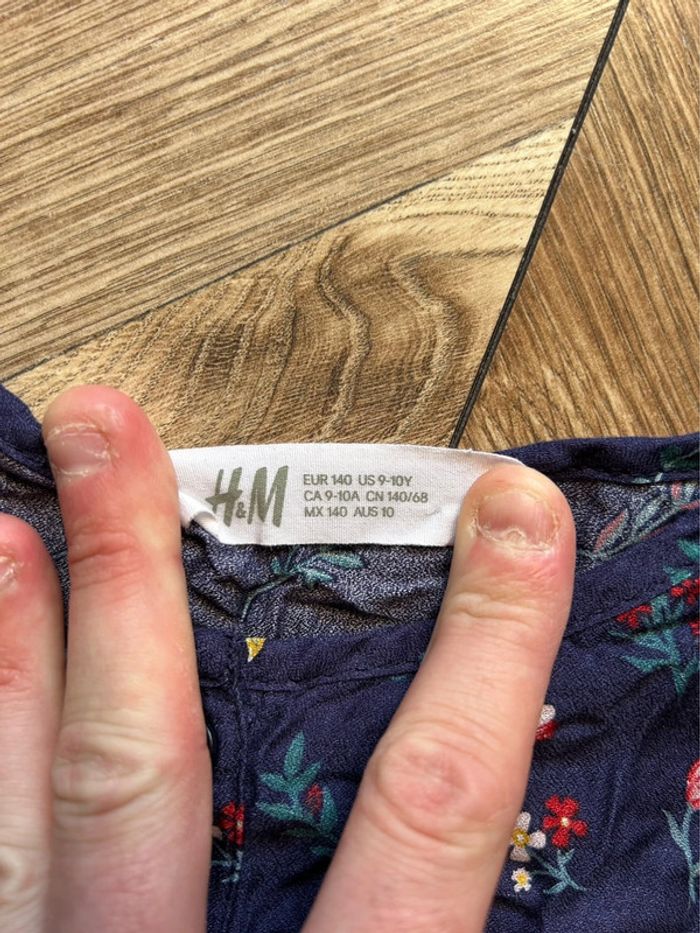 H&M
EUR 140 US 9-10Y
CA 9-10A CN 140/68
MX 140 AUS 10